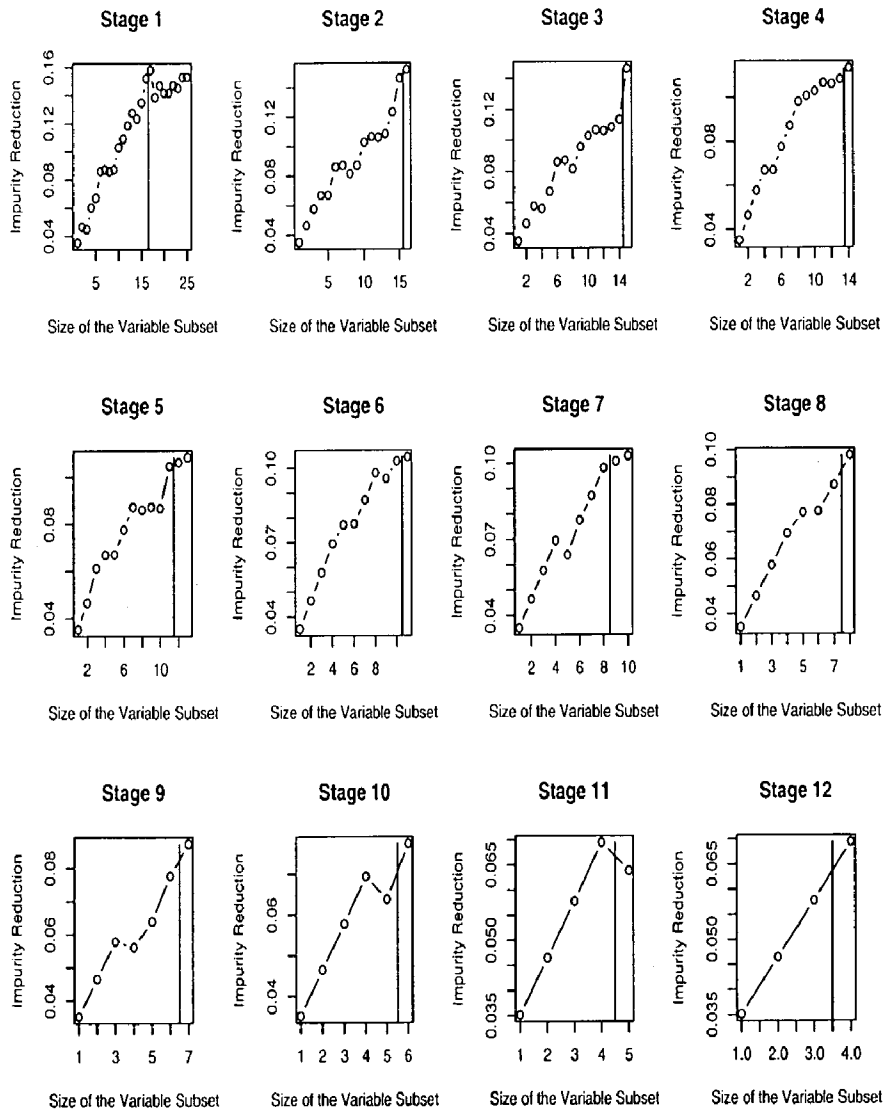 Stage 1
Impurity Reduction
0.04 0.08 0.12 0.16
5 15 25
Size of the Variable Subset
Stage 2
Impurity Reduction
0.04 0.08 0.12
5 10 15
Size of the Variable Subset
Stage 3
Impurity Reduction
0.04 0.08 0.12
2 6 10 14
Size of the Variable Subset
Stage 4
Impurity Reduction
0.04 0.08
2 6 10 14
Size of the Variable Subset
Stage 5
Impurity Reduction
0.04 0.08
2 6 10
Size of the Variable Subset
Stage 6
Impurity Reduction
0.04 0.07 0.10
2 4 6 8
Size of the Variable Subset
Stage 7
Impurity Reduction
0.04 0.07 0.10
2 4 6 8 10
Size of the Variable Subset
Stage 8
Impurity Reduction
0.04 0.06 0.08 0.10
1 3 5 7
Size of the Variable Subset
Stage 9
Impurity Reduction
0.04 0.06 0.08
1 3 5 7
Size of the Variable Subset
Stage 10
Impurity Reduction
0.04 0.06
1 2 3 4 5 6
Size of the Variable Subset
Stage 11
Impurity Reduction
0.035 0.050 0.065
1 2 3 4 5
Size of the Variable Subset
Stage 12
Impurity Reduction
0.035 0.050 0.065
1.0 2.0 3.0 4.0
Size of the Variable Subset